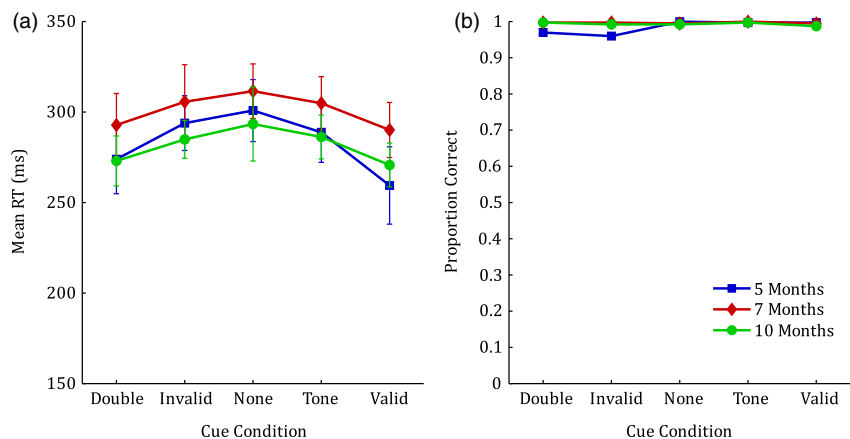 (a)
350
300
250
200
150
Mean RT (ms)
Double Invalid None Tone Valid
Cue Condition
(b)
1
0.9
0.8
0.7
0.6
0.5
0.4
0.3
0.2
0.1
0
Proportion Correct
5 Months
7 Months
10 Months
Double Invalid None Tone Valid
Cue Condition